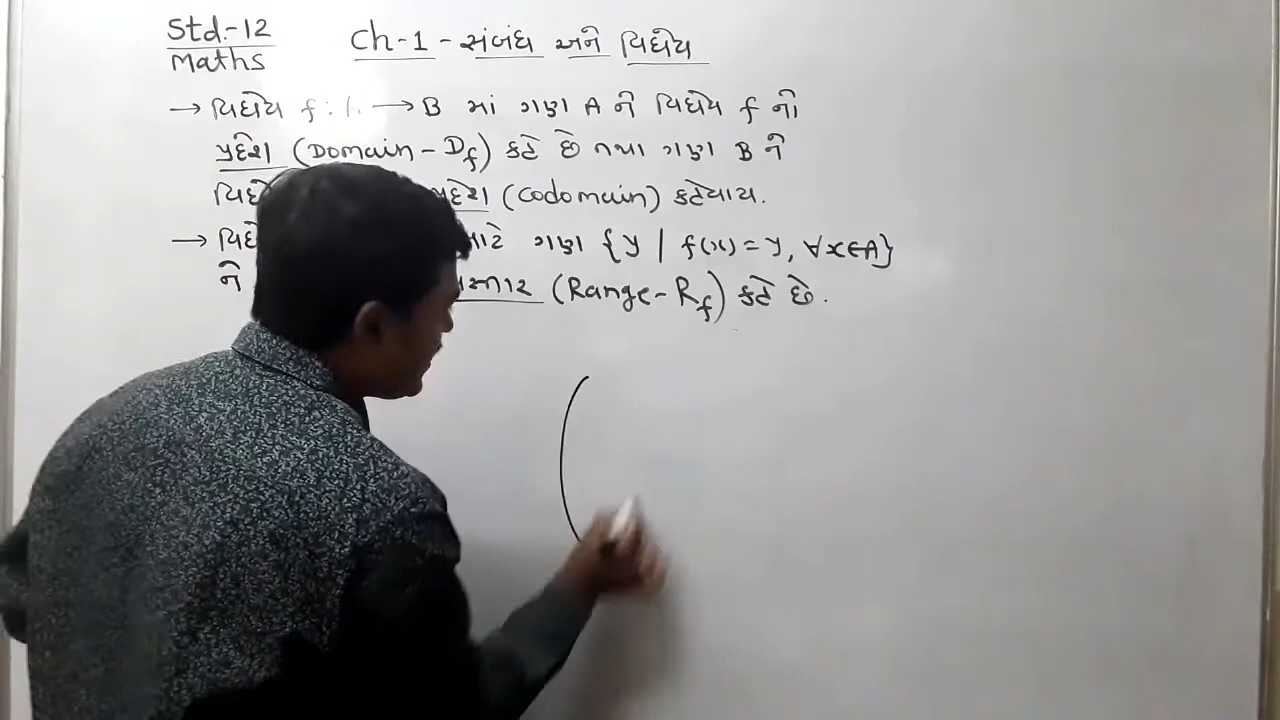 Std.-12
Maths
Ch-1 - સંબંધ અને વિધેય
→ વિધેય f : → B માં ગણ A ને વિધેય f નો
પ્રદેશ (Domain - Df) કહે છે તથા ગણ B ને
(codomain) કહેવાય.
→ માટે ગણ {y | f(x) = y, ∀x∈A}
ને (Range - Rf) કહે છે.